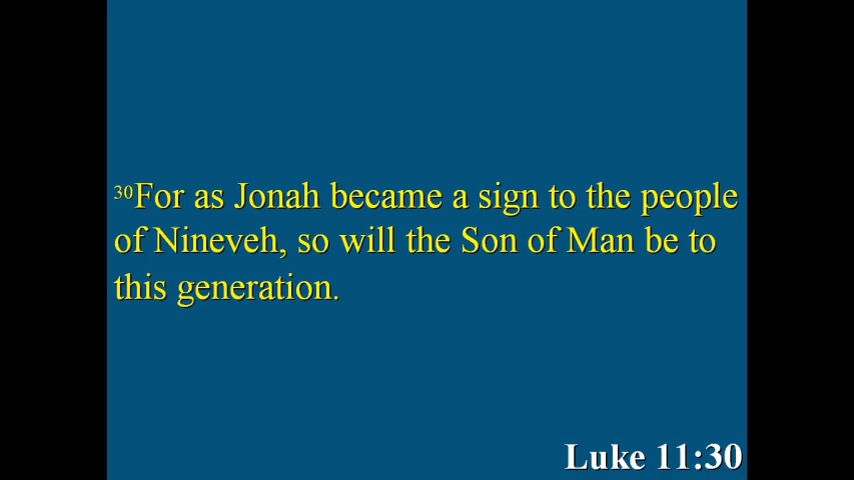 30For as Jonah became a sign to the people
of Nineveh, so will the Son of Man be to
this generation.
Luke 11:30